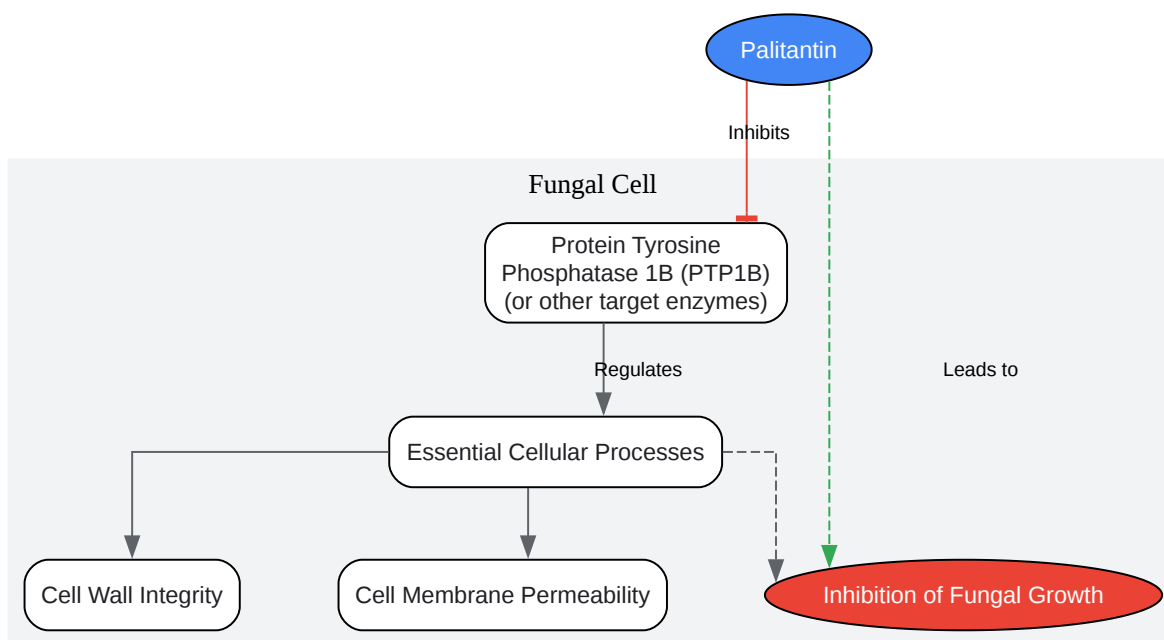 Palitantin
Inhibits
Fungal Cell
Protein Tyrosine
Phosphatase 1B (PTP1B)
(or other target enzymes)
Regulates
Leads to
Essential Cellular Processes
Cell Wall Integrity
Cell Membrane Permeability
Inhibition of Fungal Growth